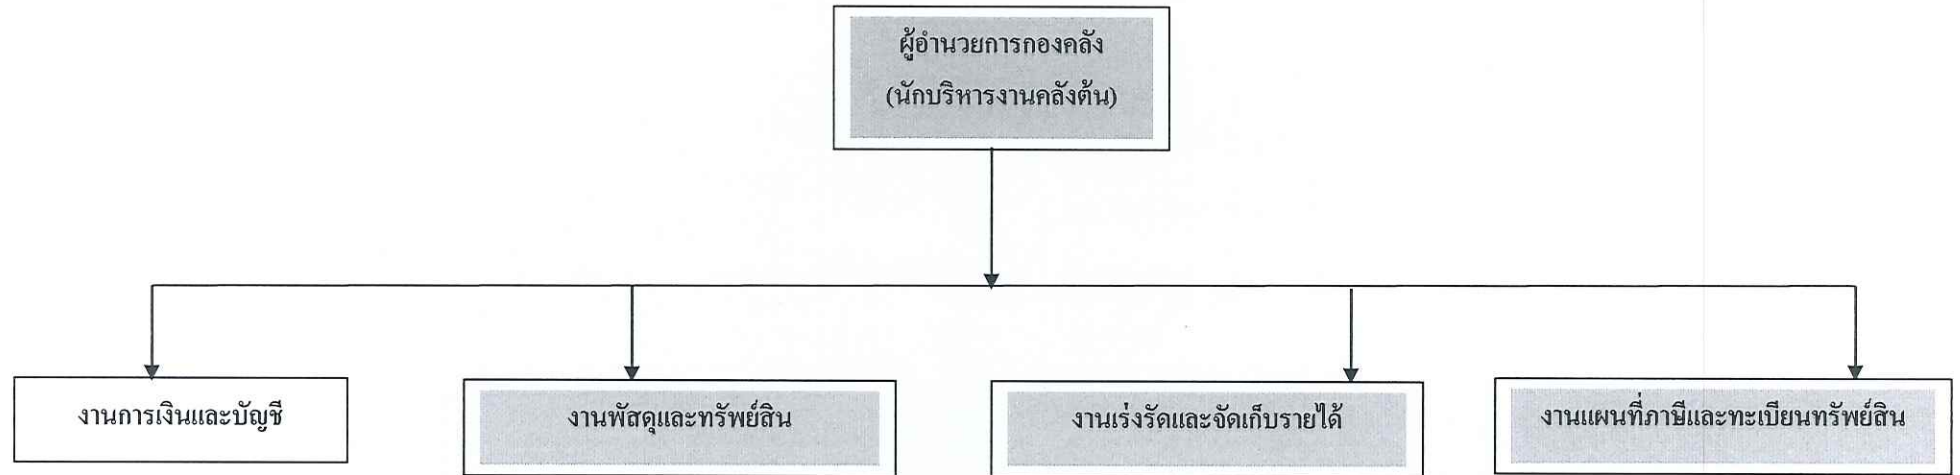 ผู้อำนวยการกองคลัง
(นักบริหารงานคลังต้น)
งานการเงินและบัญชี
งานพัสดุและทรัพย์สิน
งานเร่งรัดและจัดเก็บรายได้
งานแผนที่ภาษีและทะเบียนทรัพย์สิน